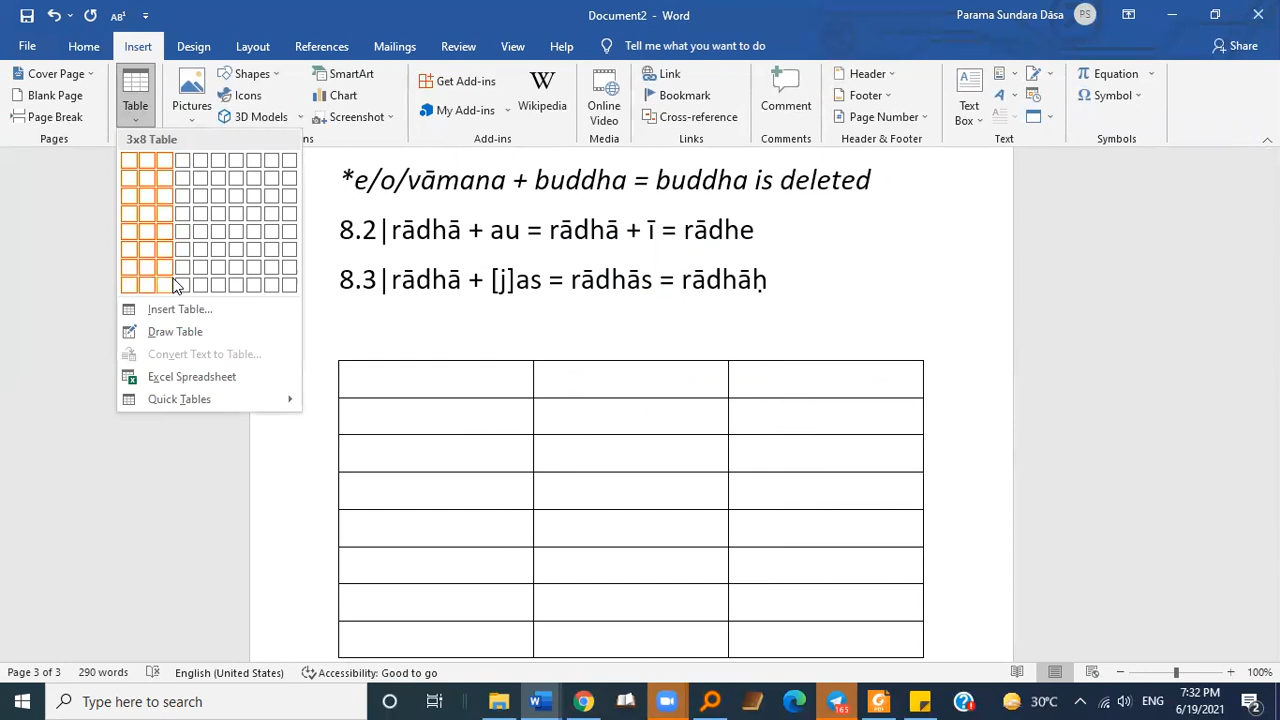 Document2 - Word
Parama Sundara Dāsa PS
File Home Insert Design Layout References Mailings Review View Help Tell me what you want to do Share
Cover Page
Blank Page
Page Break
Pages
Table
Pictures
Shapes
Icons
3D Models
SmartArt
Chart
Screenshot
Get Add-ins
My Add-ins
Wikipedia
Add-ins
Online Video
Media
Link
Bookmark
Cross-reference
Links
Comment
Comments
Header
Footer
Page Number
Header & Footer
Text Box
Text
Equation
Symbol
Symbols
3x8 Table
Insert Table...
Draw Table
Convert Text to Table...
Excel Spreadsheet
Quick Tables
*e/o/vāmana + buddha = buddha is deleted
8.2|rādhā + au = rādhā + ī = rādhe
8.3|rādhā + [j]as = rādhās = rādhāḥ
Page 3 of 3 290 words English (United States) Accessibility: Good to go 100%
Type here to search
165
30°C ENG
7:32 PM
6/19/2021
2